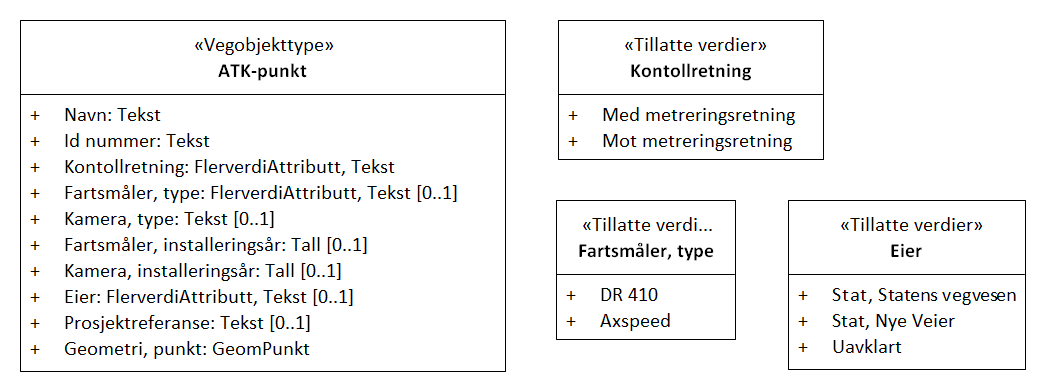 «Vegobjekttype»
ATK-punkt
+ Navn: Tekst
+ Id nummer: Tekst
+ Kontollretning: FlerverdiAttributt, Tekst
+ Fartsmåler, type: FlerverdiAttributt, Tekst [0..1]
+ Kamera, type: Tekst [0..1]
+ Fartsmåler, installeringsår: Tall [0..1]
+ Kamera, installeringsår: Tall [0..1]
+ Eier: FlerverdiAttributt, Tekst [0..1]
+ Prosjektreferanse: Tekst [0..1]
+ Geometri, punkt: GeomPunkt
«Tillatte verdier»
Kontollretning
+ Med metreringsretning
+ Mot metreringsretning
«Tillatte verdi...
Fartsmåler, type
+ DR 410
+ Axspeed
«Tillatte verdier»
Eier
+ Stat, Statens vegvesen
+ Stat, Nye Veier
+ Uavklart